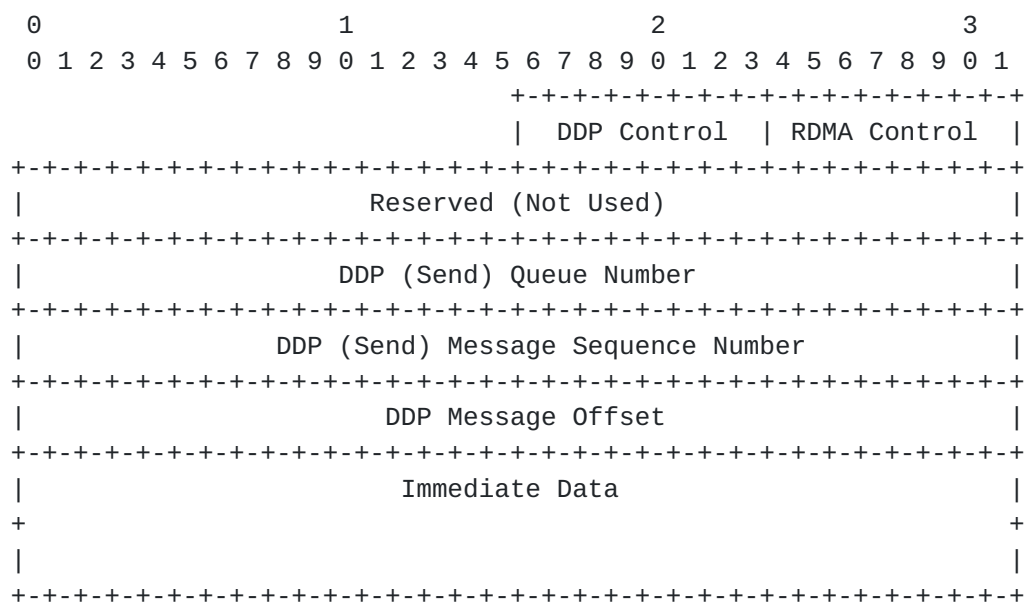 0                   1                   2                   3
0 1 2 3 4 5 6 7 8 9 0 1 2 3 4 5 6 7 8 9 0 1 2 3 4 5 6 7 8 9 0 1
+-+-+-+-+-+-+-+-+-+-+-+-+-+-+-+-+
|  DDP Control  | RDMA Control  |
+-+-+-+-+-+-+-+-+-+-+-+-+-+-+-+-+-+-+-+-+-+-+-+-+-+-+-+-+-+-+-+-+
|                      Reserved (Not Used)                      |
+-+-+-+-+-+-+-+-+-+-+-+-+-+-+-+-+-+-+-+-+-+-+-+-+-+-+-+-+-+-+-+-+
|                    DDP (Send) Queue Number                    |
+-+-+-+-+-+-+-+-+-+-+-+-+-+-+-+-+-+-+-+-+-+-+-+-+-+-+-+-+-+-+-+-+
|                DDP (Send) Message Sequence Number             |
+-+-+-+-+-+-+-+-+-+-+-+-+-+-+-+-+-+-+-+-+-+-+-+-+-+-+-+-+-+-+-+-+
|                       DDP Message Offset                      |
+-+-+-+-+-+-+-+-+-+-+-+-+-+-+-+-+-+-+-+-+-+-+-+-+-+-+-+-+-+-+-+-+
|                        Immediate Data                         |
+                                                               +
|                                                               |
+-+-+-+-+-+-+-+-+-+-+-+-+-+-+-+-+-+-+-+-+-+-+-+-+-+-+-+-+-+-+-+-+